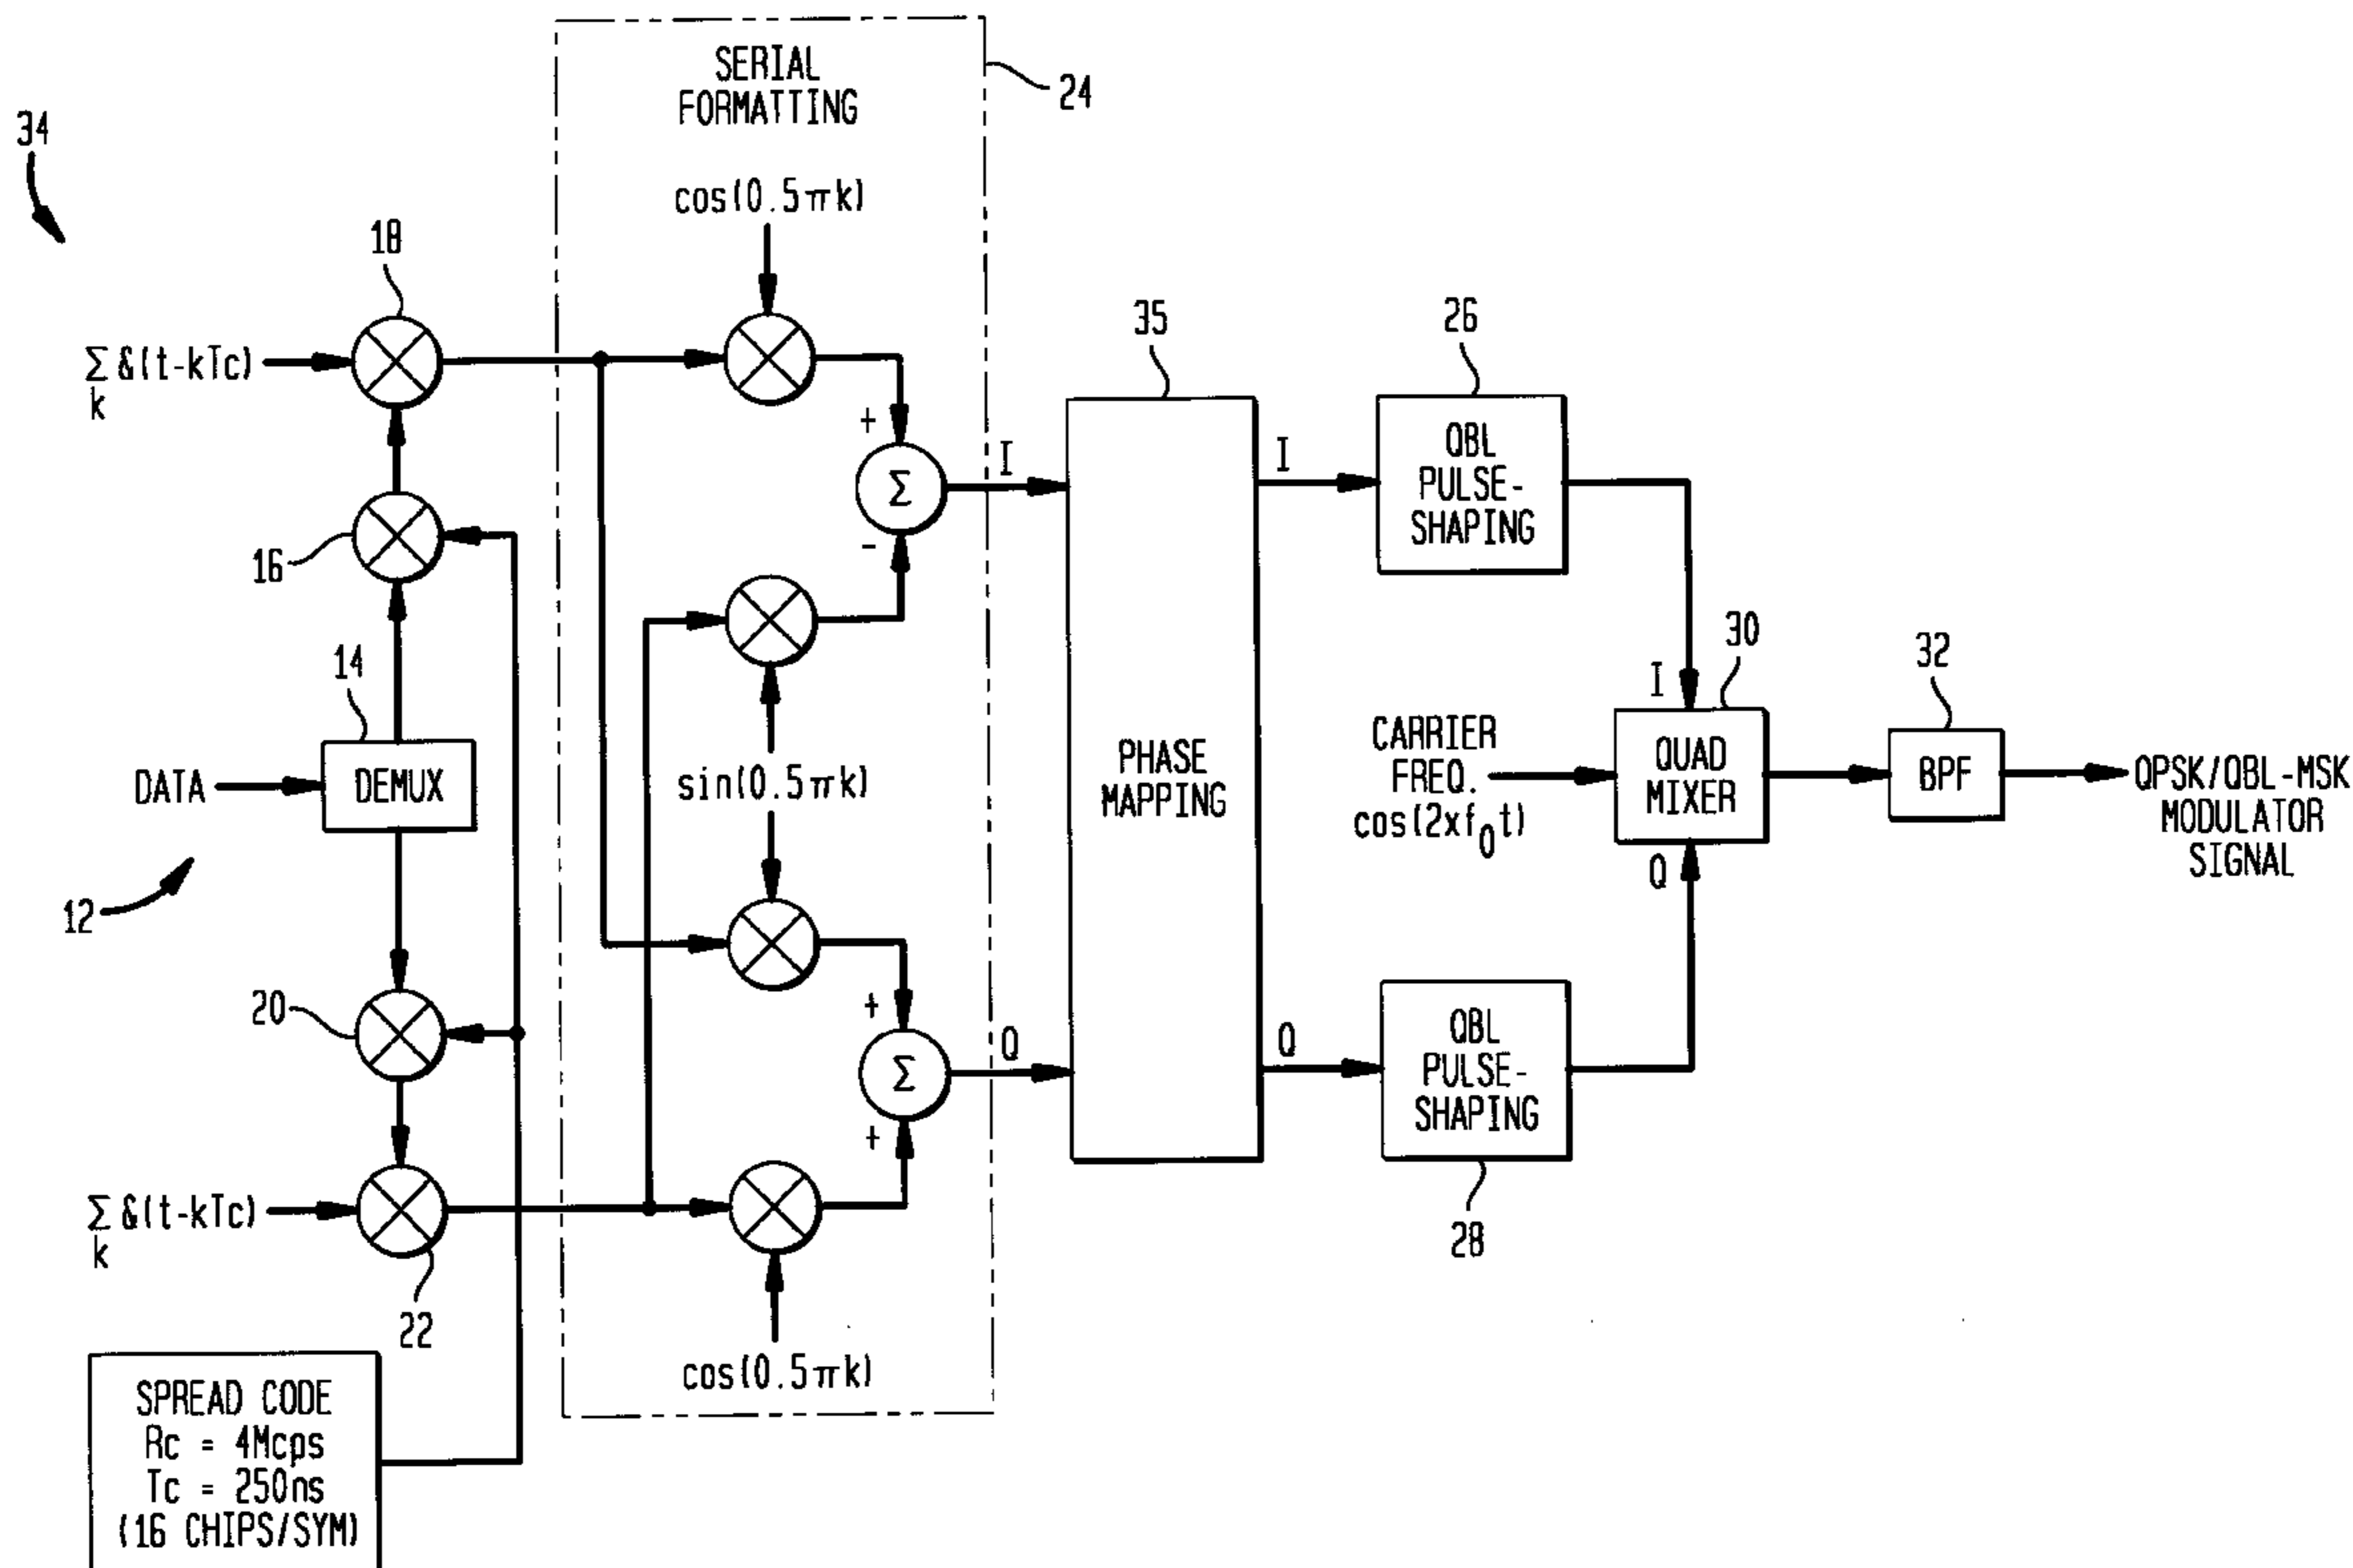 SERIAL
FORMATTING
24
34
cos(0.5πk)
18
Σ &(t-kTc)
k
35
26
+
I
I
QBL
PULSE-
SHAPING
Σ
-
16
30
32
14
I
DATA
DEMUX
sin(0.5πk)
PHASE
MAPPING
CARRIER
FREQ.
cos(2xf0t)
QUAD
MIXER
BPF
QPSK/QBL-MSK
MODULATOR
SIGNAL
Q
12
20
+
Q
Q
QBL
PULSE-
SHAPING
Σ
+
Σ &(t-kTc)
k
28
22
cos(0.5πk)
SPREAD CODE
Rc = 4Mcps
Tc = 250ns
(16 CHIPS/SYM)